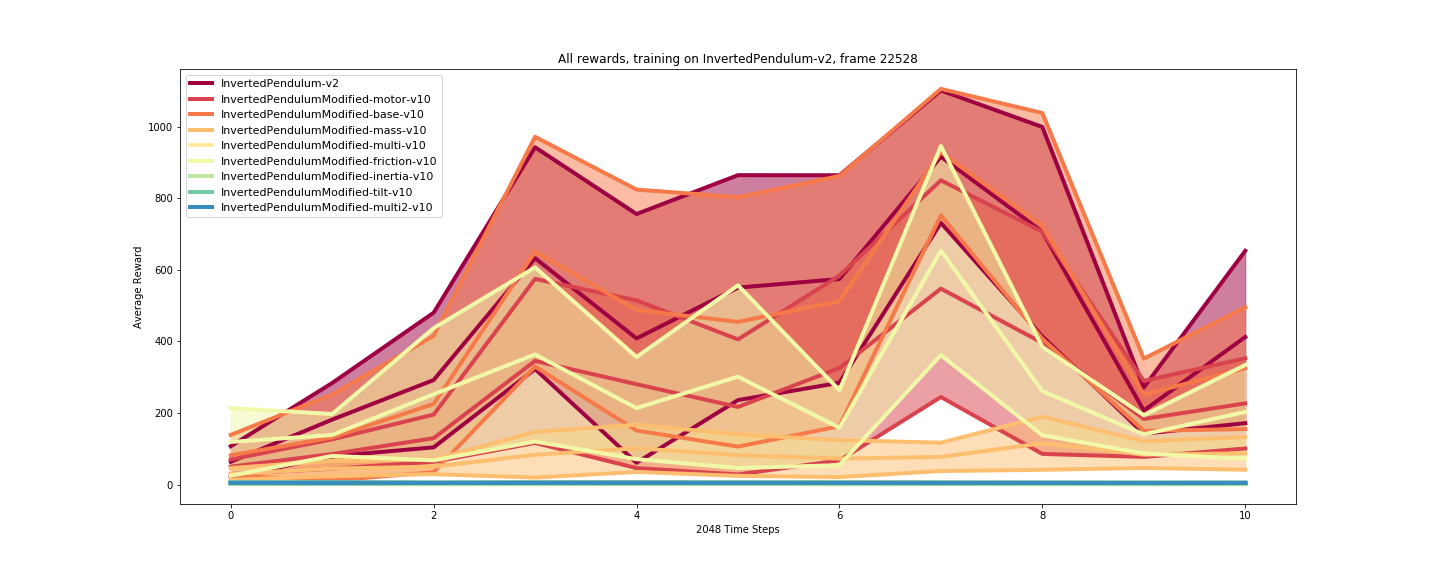 All rewards, training on InvertedPendulum-v2, frame 22528
InvertedPendulum-v2
InvertedPendulumModified-motor-v10
InvertedPendulumModified-base-v10
InvertedPendulumModified-mass-v10
InvertedPendulumModified-multi-v10
InvertedPendulumModified-friction-v10
InvertedPendulumModified-inertia-v10
InvertedPendulumModified-tilt-v10
InvertedPendulumModified-multi2-v10
Average Reward
1000
800
600
400
200
0
0 2 4 6 8 10
2048 Time Steps